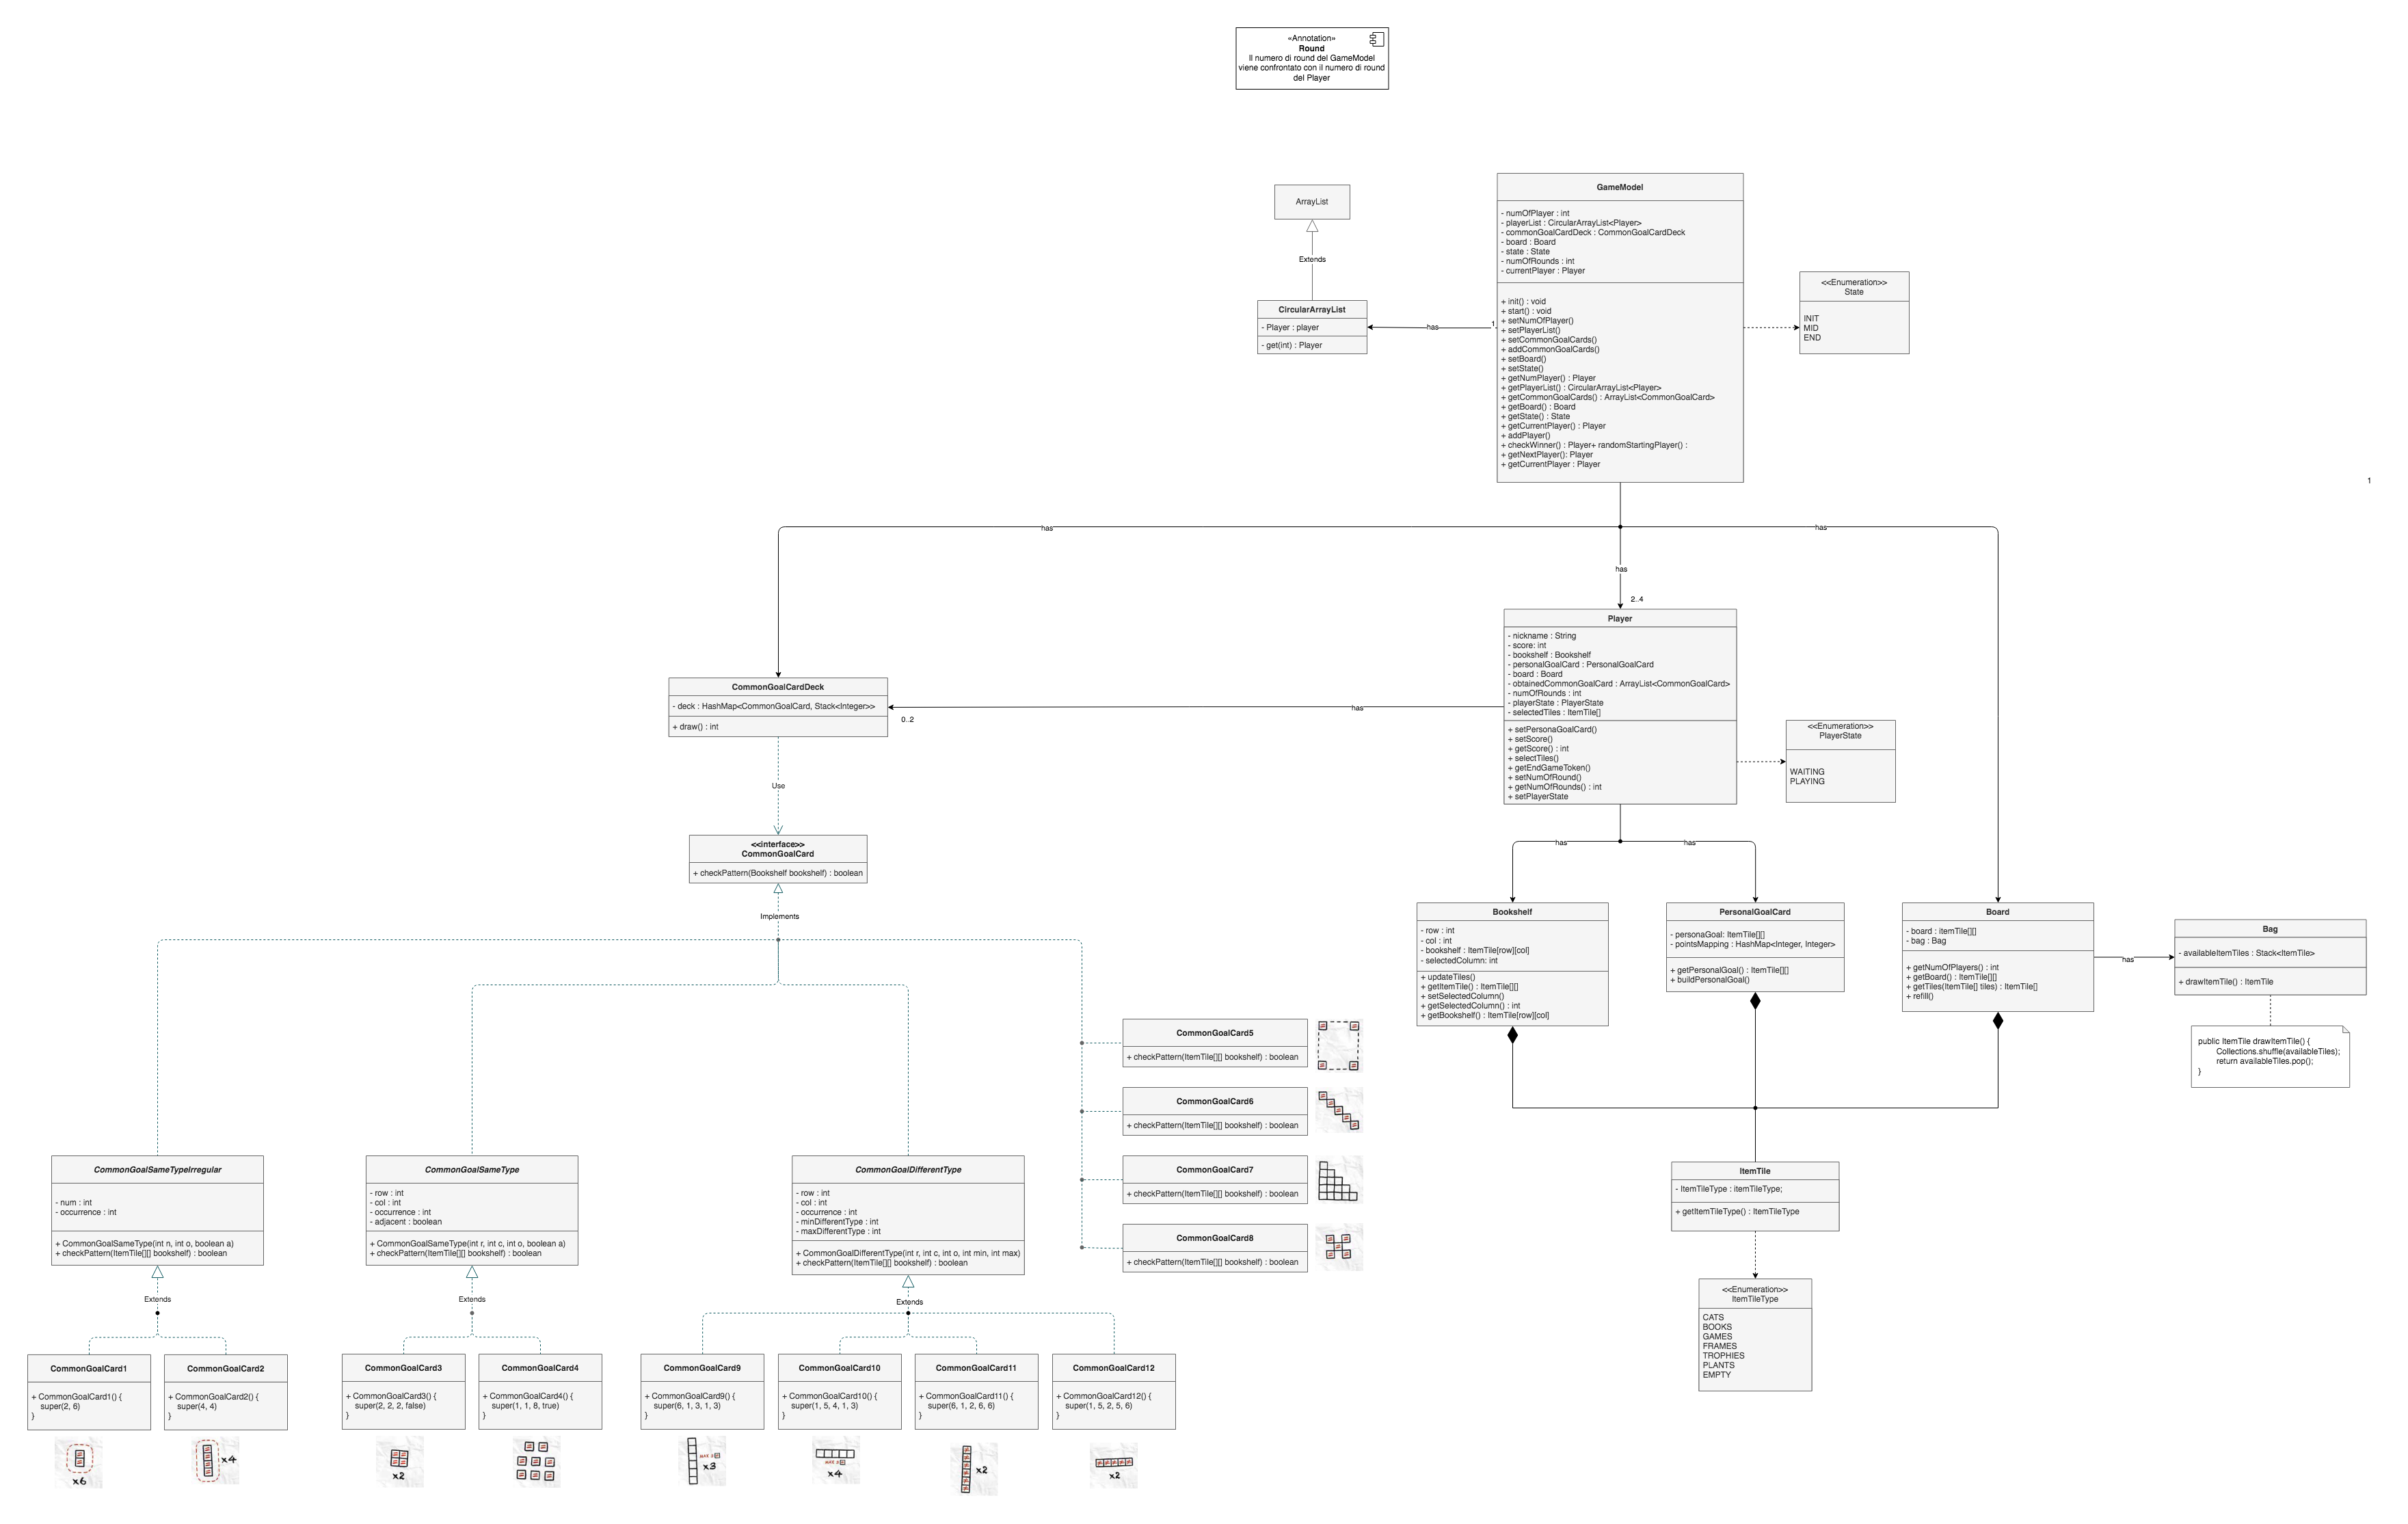 «Annotation»
Round
Il numero di round del GameModel
viene confrontato con il numero di round
del Player
ArrayList
Extends
CircularArrayList
- Player : player
- get(int) : Player
has
1
GameModel
- numOfPlayer : int
- playerList : CircularArrayList<Player>
- commonGoalCardDeck : CommonGoalCardDeck
- board : Board
- state : State
- numOfRounds : int
- currentPlayer : Player
+ init() : void
+ start() : void
+ setNumOfPlayer()
+ setPlayerList()
+ setCommonGoalCards()
+ addCommonGoalCards()
+ setBoard()
+ setState()
+ getNumPlayer() : Player
+ getPlayerList() : CircularArrayList<Player>
+ getCommonGoalCards() : ArrayList<CommonGoalCard>
+ getBoard() : Board
+ getState() : State
+ getCurrentPlayer() : Player
+ addPlayer()
+ checkWinner() : Player+ randomStartingPlayer() :
+ getNextPlayer(): Player
+ getCurrentPlayer : Player
<<Enumeration>>
State
INIT
MID
END
1
has
has
has
2..4
Player
- nickname : String
- score: int
- bookshelf : Bookshelf
- personalGoalCard : PersonalGoalCard
- board : Board
- obtainedCommonGoalCard : ArrayList<CommonGoalCard>
- numOfRounds : int
- playerState : PlayerState
- selectedTiles : ItemTile[]
+ setPersonaGoalCard()
+ setScore()
+ getScore() : int
+ selectTiles()
+ getEndGameToken()
+ setNumOfRound()
+ getNumOfRounds() : int
+ setPlayerState
<<Enumeration>>
PlayerState
WAITING
PLAYING
CommonGoalCardDeck
- deck : HashMap<CommonGoalCard, Stack<Integer>>
+ draw() : int
0..2
has
Use
<<interface>>
CommonGoalCard
+ checkPattern(Bookshelf bookshelf) : boolean
Implements
has
has
Bookshelf
- row : int
- col : int
- bookshelf : ItemTile[row][col]
- selectedColumn: int
+ updateTiles()
+ getItemTile() : ItemTile[][]
+ setSelectedColumn()
+ getSelectedColumn() : int
+ getBookshelf() : ItemTile[row][col]
PersonalGoalCard
- personaGoal: ItemTile[][]
- pointsMapping : HashMap<Integer, Integer>
+ getPersonalGoal() : ItemTile[][]
+ buildPersonalGoal()
Board
- board : itemTile[][]
- bag : Bag
+ getNumOfPlayers() : int
+ getBoard() : ItemTile[][]
+ getTiles(ItemTile[] tiles) : ItemTile[]
+ refill()
has
Bag
- availableItemTiles : Stack<ItemTile>
+ drawItemTile() : ItemTile
public ItemTile drawItemTile() {
Collections.shuffle(availableTiles);
return availableTiles.pop();
}
CommonGoalCard5
+ checkPattern(ItemTile[][] bookshelf) : boolean
CommonGoalCard6
+ checkPattern(ItemTile[][] bookshelf) : boolean
CommonGoalCard7
+ checkPattern(ItemTile[][] bookshelf) : boolean
CommonGoalCard8
+ checkPattern(ItemTile[][] bookshelf) : boolean
CommonGoalSameTypeIrregular
- num : int
- occurrence : int
+ CommonGoalSameType(int n, int o, boolean a)
+ checkPattern(ItemTile[][] bookshelf) : boolean
CommonGoalSameType
- row : int
- col : int
- occurrence : int
- adjacent : boolean
+ CommonGoalSameType(int r, int c, int o, boolean a)
+ checkPattern(ItemTile[][] bookshelf) : boolean
CommonGoalDifferentType
- row : int
- col : int
- occurrence : int
- minDifferentType : int
- maxDifferentType : int
+ CommonGoalDifferentType(int r, int c, int o, int min, int max)
+ checkPattern(ItemTile[][] bookshelf) : boolean
ItemTile
- ItemTileType : itemTileType;
+ getItemTileType() : ItemTileType
<<Enumeration>>
ItemTileType
CATS
BOOKS
GAMES
FRAMES
TROPHIES
PLANTS
EMPTY
Extends
Extends
Extends
CommonGoalCard1
+ CommonGoalCard1() {
super(2, 6)
}
CommonGoalCard2
+ CommonGoalCard2() {
super(4, 4)
}
CommonGoalCard3
+ CommonGoalCard3() {
super(2, 2, 2, false)
}
CommonGoalCard4
+ CommonGoalCard4() {
super(1, 1, 8, true)
}
CommonGoalCard9
+ CommonGoalCard9() {
super(6, 1, 3, 1, 3)
}
CommonGoalCard10
+ CommonGoalCard10() {
super(1, 5, 4, 1, 3)
}
CommonGoalCard11
+ CommonGoalCard11() {
super(6, 1, 2, 6, 6)
}
CommonGoalCard12
+ CommonGoalCard12() {
super(1, 5, 2, 5, 6)
}
x6
x4
x2
x3
x4
x2
x2